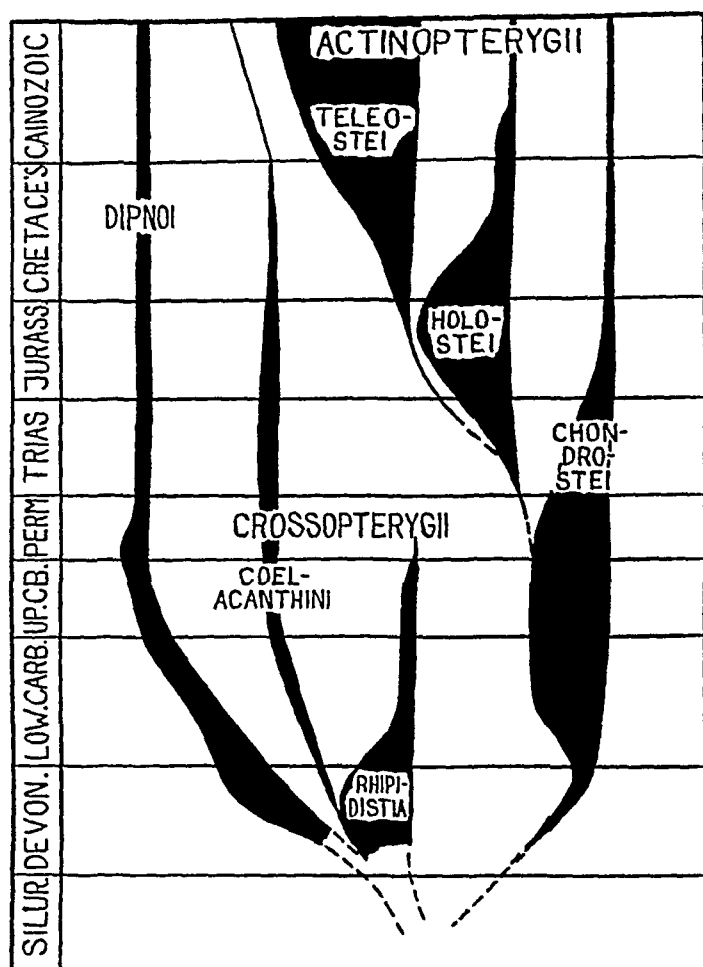 ACTINOPTERYGII
TELEO-
STEI
DIPNOI
HOLO-
STEI
CHON-
DRO-
STEI
CROSSOPTERYGII
COEL-
ACANTHINI
RHIPI-
DISTIA
CAINOZOIC
CRETACE'S
JURASS
TRIAS
PERM
UP.CB.
LOW.CARB.
DEVON.
SILUR